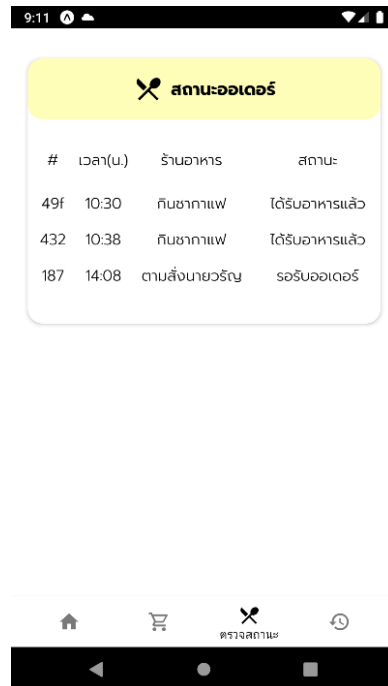 9:11
สถานะออเดอร์
# เวลา(น.) ร้านอาหาร สถานะ
49f 10:30 กินชากาแฟ ได้รับอาหารแล้ว
432 10:38 กินชากาแฟ ได้รับอาหารแล้ว
187 14:08 ตามสั่งนายวรัญ รอรับออเดอร์
ตรวจสถานะ